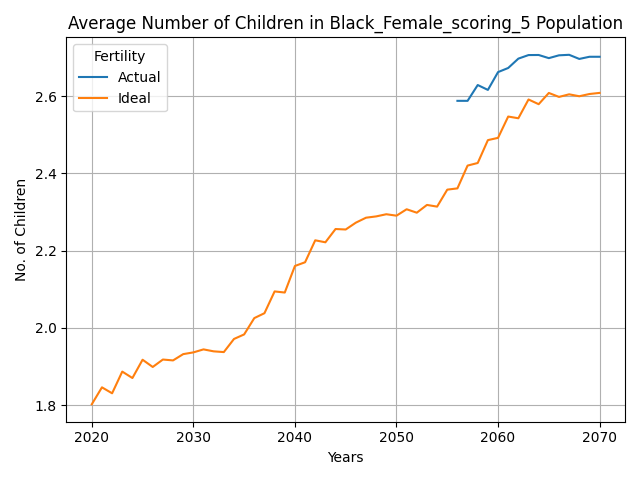 Average Number of Children in Black_Female_scoring_5 Population
Fertility
Actual
Ideal
No. of Children
2.6
2.4
2.2
2.0
1.8
2020 2030 2040 2050 2060 2070
Years